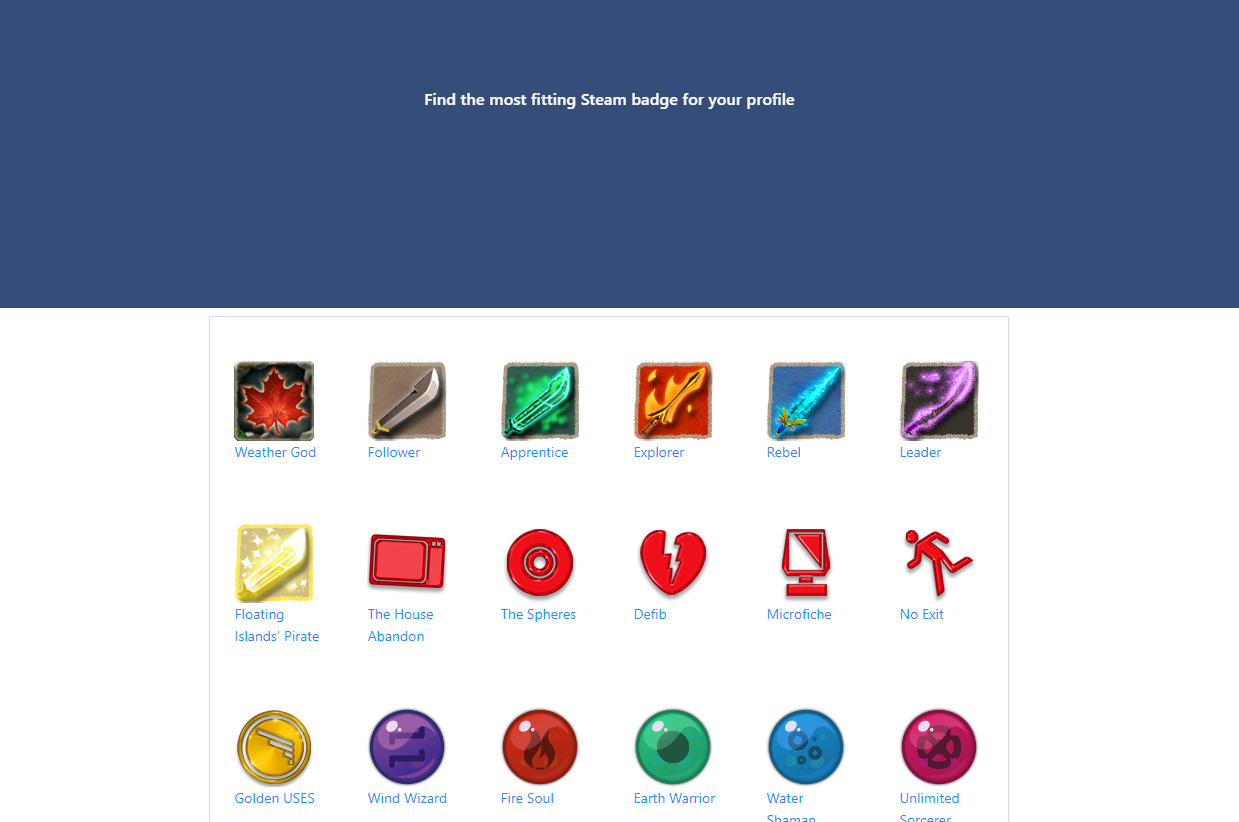 Find the most fitting Steam badge for your profile
Weather God
Follower
Apprentice
Explorer
Rebel
Leader
Floating
Islands' Pirate
The House
Abandon
The Spheres
Defib
Microfiche
No Exit
Golden USES
Wind Wizard
Fire Soul
Earth Warrior
Water
Shaman
Unlimited
Sorcerer